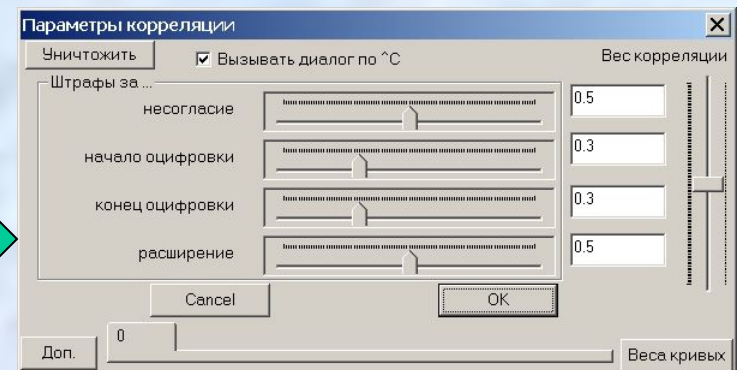 Параметры корреляции
Уничтожить
Вызывать диалог по ^C
Вес корреляции
Штрафы за ...
несогласие 0.5
начало оцифровки 0.3
конец оцифровки 0.3
расширение 0.5
Cancel OK
0
Доп. Веса кривых